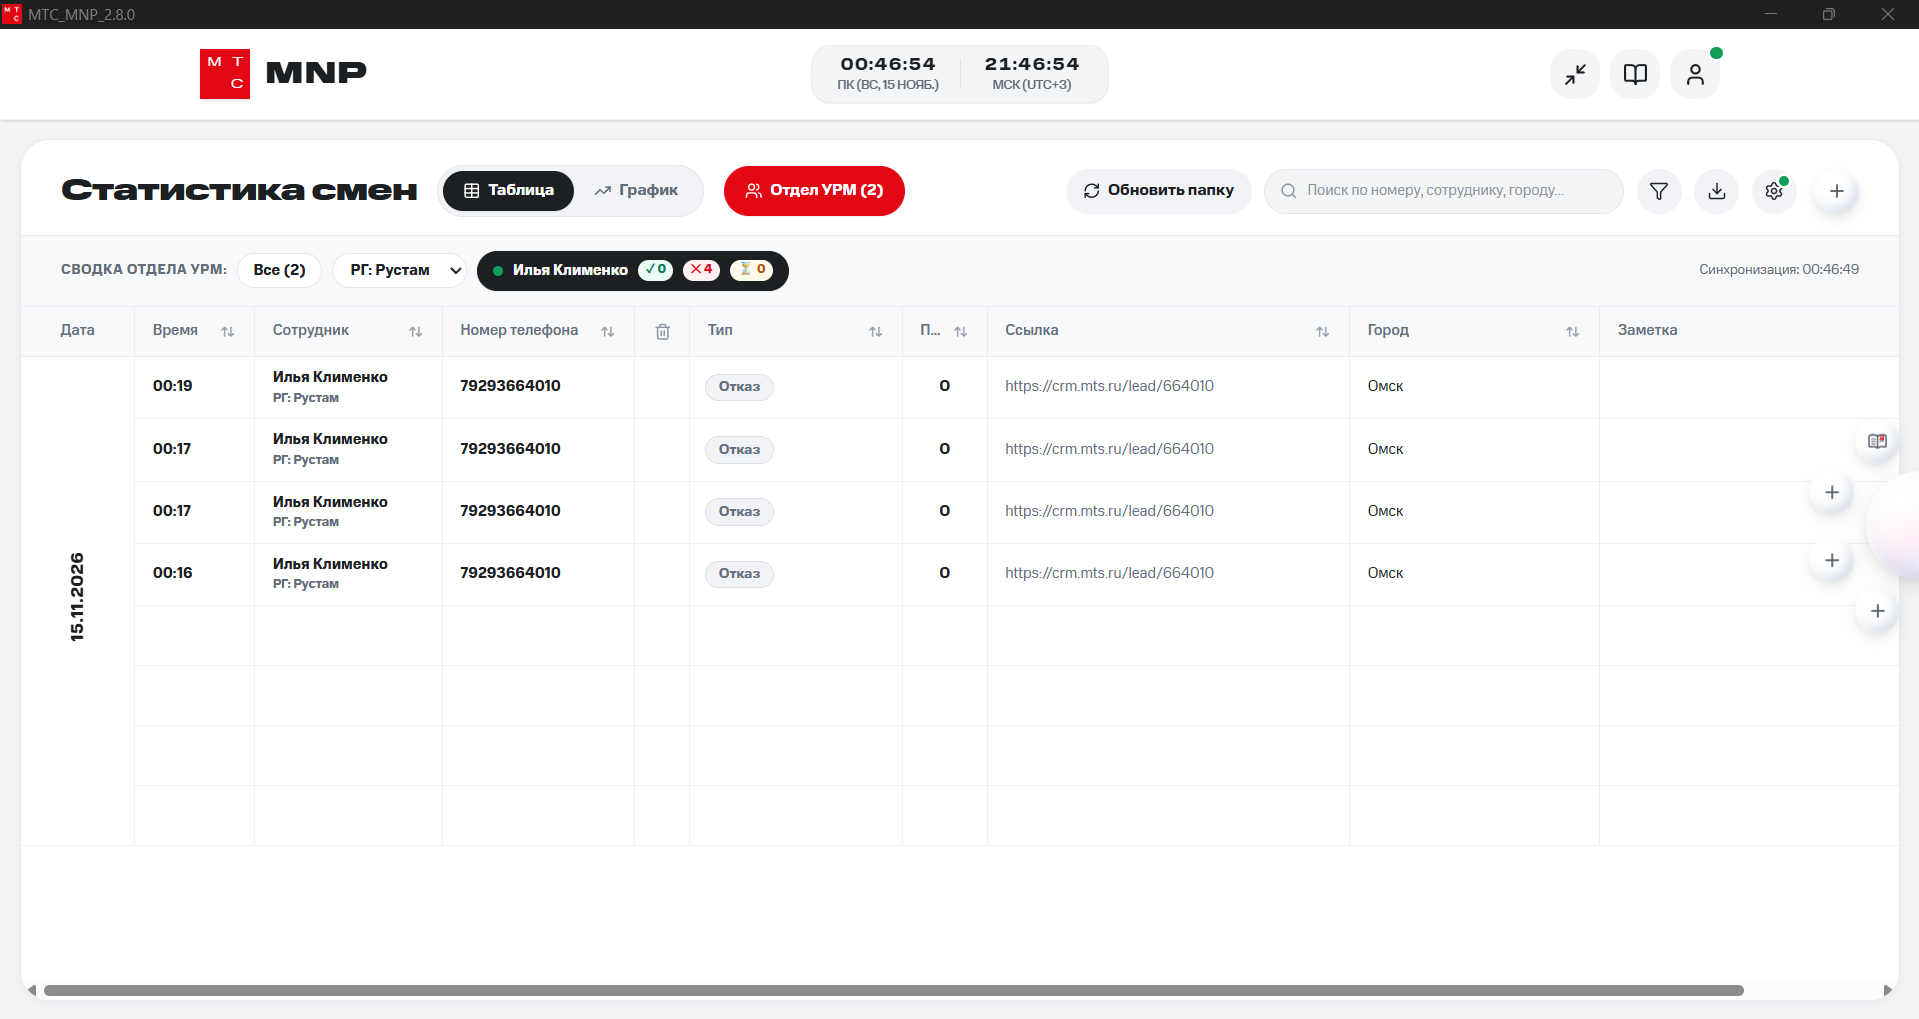 МТС_MNP_2.8.0
М Т С
MNP
00:46:54
ПК (ВС, 15 НОЯБ.)
21:46:54
МСК (UTC+3)
Статистика смен
Таблица
График
Отдел УРМ (2)
Обновить папку
Поиск по номеру, сотруднику, городу...
СВОДКА ОТДЕЛА УРМ:
Все (2)
РГ: Рустам
Илья Клименко ✓0 ✕4 ⏳ 0
Синхронизация: 00:46:49
Дата Время Сотрудник Номер телефона Тип П... Ссылка Город Заметка
15.11.2026
00:19 Илья Клименко 79293664010 Отказ 0 https://crm.mts.ru/lead/664010 Омск
РГ: Рустам
00:17 Илья Клименко 79293664010 Отказ 0 https://crm.mts.ru/lead/664010 Омск
РГ: Рустам
00:17 Илья Клименко 79293664010 Отказ 0 https://crm.mts.ru/lead/664010 Омск
РГ: Рустам
00:16 Илья Клименко 79293664010 Отказ 0 https://crm.mts.ru/lead/664010 Омск
РГ: Рустам